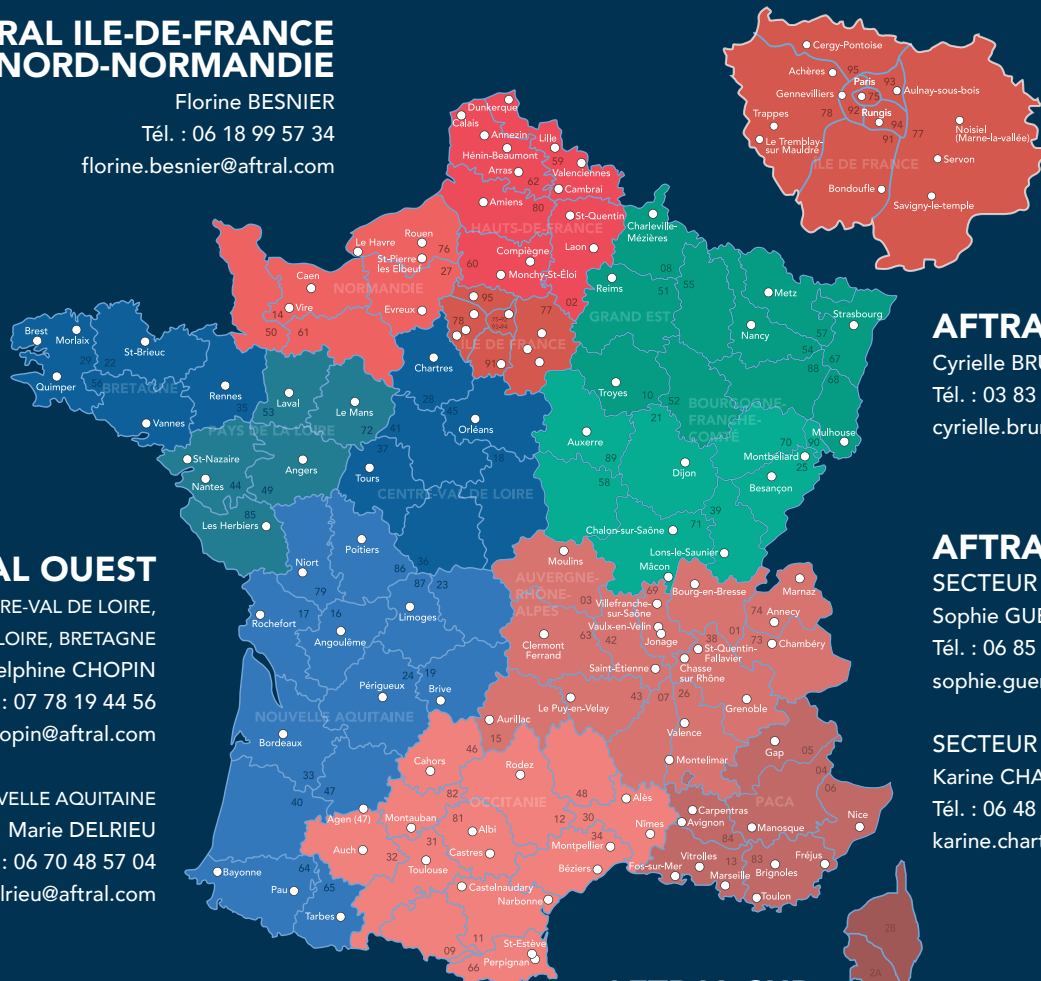 RAL ILE-DE-FRANCE
NORD-NORMANDIE
Florine BESNIER
Tél. : 06 18 99 57 34
florine.besnier@aftral.com
Cergy-Pontoise
Achères
95
Paris
93
Aulnay-sous-bois
Gennevilliers
75
92
Rungis
78
94
77
91
Trappes
Le Tremblay-
sur Mauldre
Noisiel
(Marne-la-vallée)
ILE DE FRANCE
Servon
Bondoufle
Savigny-le-temple
Dunkerque
Calais
Annezin
Lille
Hénin-Beaumont
59
Arras
Valenciennes
62
Cambrai
Amiens
80
St-Quentin
HAUTS-DE-FRANCE
Laon
Compiègne
60
Monchy-St-Éloi
02
Le Havre
Rouen
76
St-Pierre
les Elbeuf
27
Caen
NORMANDIE
14
Vire
Evreux
50
61
95
77
78
ILE DE FRANCE
91
Charleville-
Mézières
08
Reims
51
55
Metz
GRAND EST
Strasbourg
Nancy
57
54
67
88
68
Troyes
10
52
Brest
Morlaix
St-Brieuc
29
22
Quimper
56
BRETAGNE
Rennes
35
Vannes
Laval
53
Le Mans
PAYS DE LA LOIRE
72
St-Nazaire
Nantes
44
49
Angers
85
Les Herbiers
Chartres
28
45
Orléans
41
37
18
Tours
CENTRE-VAL DE LOIRE
36
BOURGOGNE-
FRANCHE-
COMTÉ
21
Auxerre
89
58
Dijon
70
90
Mulhouse
Montbéliard
25
Besançon
39
71
Chalon-sur-Saône
Lons-le-Saunier
Mâcon
Poitiers
Niort
86
87
23
79
Rochefort
17
16
Angoulême
Limoges
24
19
Périgueux
Brive
NOUVELLE AQUITAINE
Bordeaux
33
47
40
Agen (47)
Bayonne
64
Pau
65
Tarbes
Moulins
AUVERGNE-
RHÔNE-
ALPES
03
69
Bourg-en-Bresse
Marnaz
Villefranche-
sur-Saône
74
Annecy
Vaulx-en-Velin
01
Jonage
63
42
38
73
Chambéry
Clermont
Ferrand
St-Quentin-
Fallavier
Saint-Étienne
Chasse
sur Rhône
43
07
26
Le Puy-en-Velay
Grenoble
Aurillac
15
Valence
Montelimar
46
Cahors
Rodez
82
OCCITANIE
48
81
12
30
Montauban
Albi
34
Alès
Nîmes
Auch
32
31
Toulouse
Castres
Montpellier
Béziers
Castelnaudary
Narbonne
11
St-Estève
Perpignan
09
66
Gap
05
04
06
PACA
Carpentras
Avignon
Manosque
Nice
84
Vitrolles
13
83
Fréjus
Fos-sur-Mer
Brignoles
Marseille
Toulon
2B
2A
AL OUEST
RE-VAL DE LOIRE,
LOIRE, BRETAGNE
elphine CHOPIN
: 07 78 19 44 56
opin@aftral.com
VELLE AQUITAINE
Marie DELRIEU
: 06 70 48 57 04
lrieu@aftral.com
AFTRA
Cyrielle BRU
Tél. : 03 83
cyrielle.bru
AFTRA
SECTEUR
Sophie GUE
Tél. : 06 85
sophie.guer
SECTEUR
Karine CHA
Tél. : 06 48
karine.chart